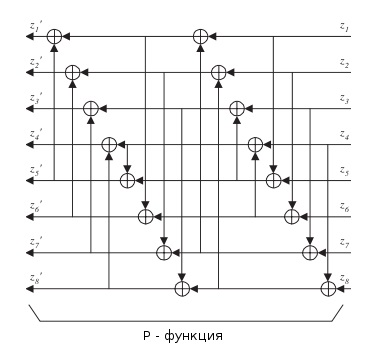 z₁′ z₁
z₂′ z₂
z₃′ z₃
z₄′ z₄
z₅′ z₅
z₆′ z₆
z₇′ z₇
z₈′ z₈
P - функция